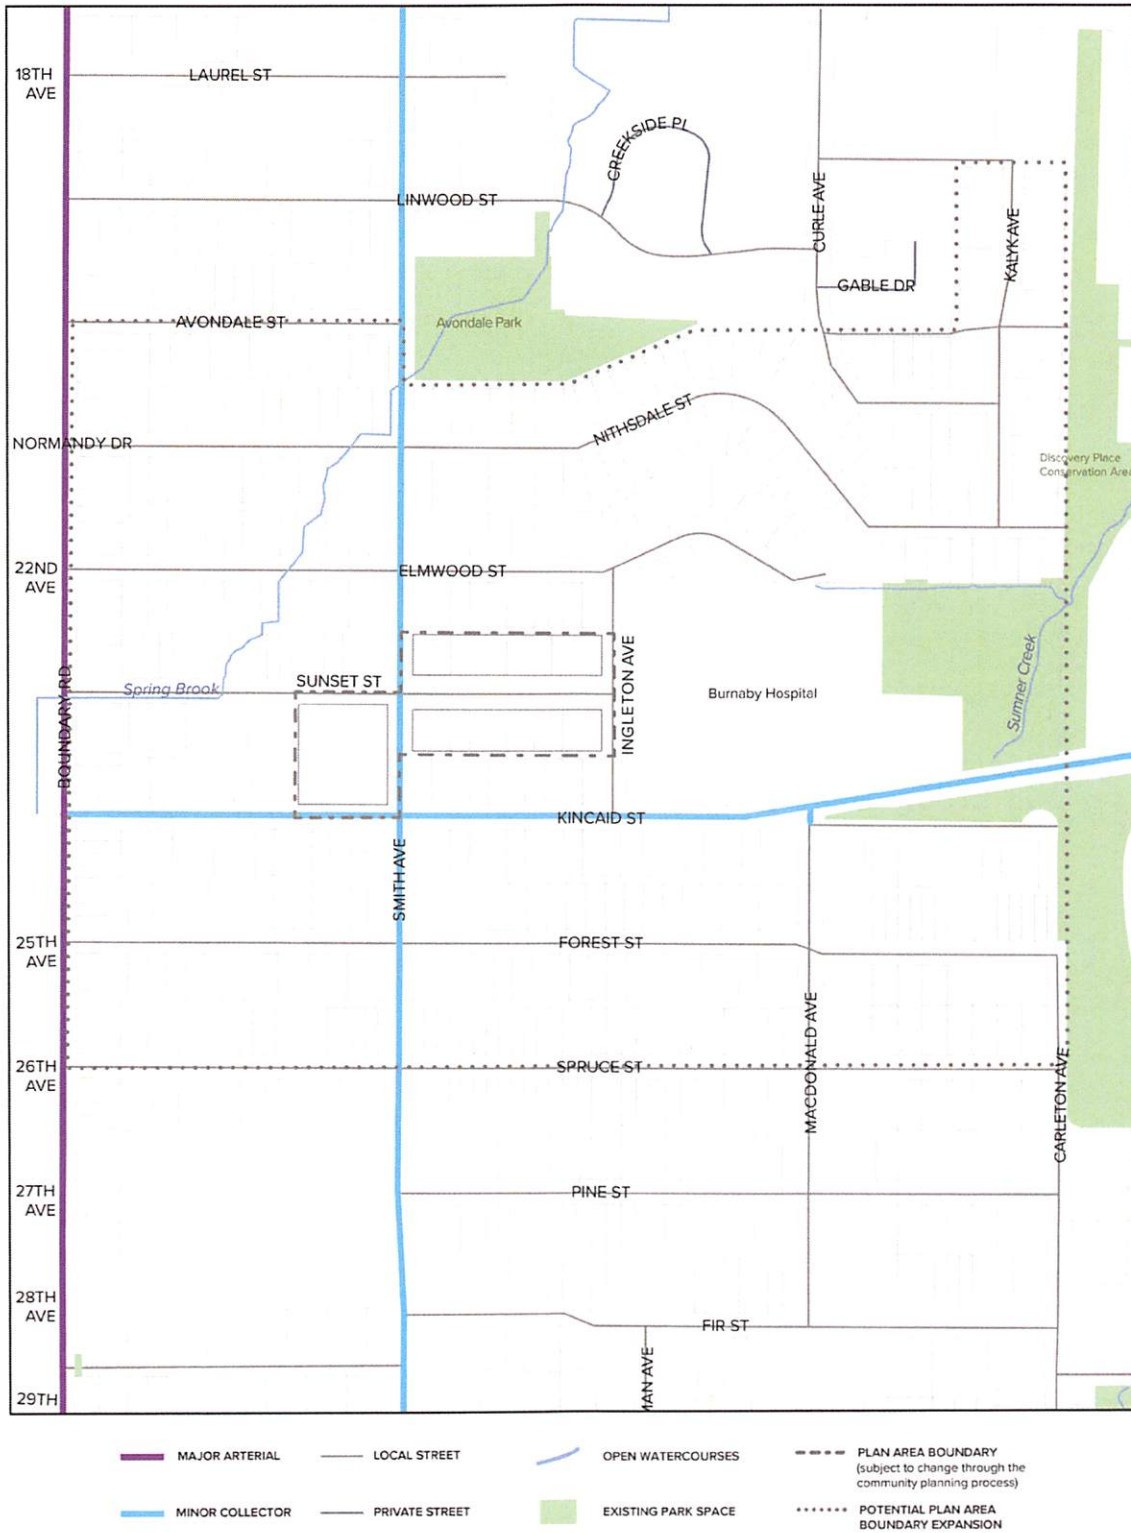 18TH
AVE
LAUREL ST
CREEKSIDE Pl
LINWOOD ST
CURLE AVE
KALYK AVE
GABLE DR
AVONDALE ST
Avondale Park
NORMANDY DR
NITHSDALE ST
Discovery Place
Conservation Area
22ND
AVE
ELMWOOD ST
SUNSET ST
Spring Brook
BOUNDARY RD
INGLETON AVE
Burnaby Hospital
Sumner Creek
KINCAID ST
SMITH AVE
25TH
AVE
FOREST ST
MACDONALD AVE
26TH
AVE
SPRUCE ST
CARLETON AVE
27TH
AVE
PINE ST
28TH
AVE
FIR ST
MAN AVE
29TH
MAJOR ARTERIAL
LOCAL STREET
OPEN WATERCOURSES
PLAN AREA BOUNDARY
(subject to change through the
community planning process)
MINOR COLLECTOR
PRIVATE STREET
EXISTING PARK SPACE
POTENTIAL PLAN AREA
BOUNDARY EXPANSION